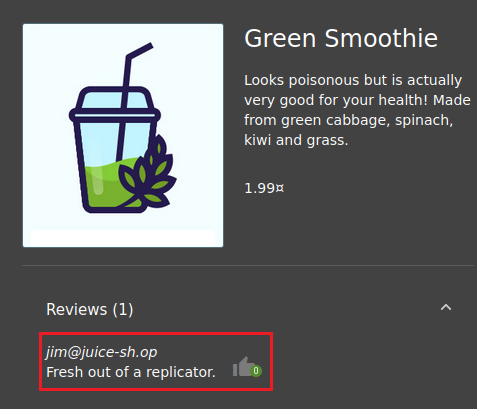 Green Smoothie
Looks poisonous but is actually
very good for your health! Made
from green cabbage, spinach,
kiwi and grass.
1.99¤
Reviews (1)
jim@juice-sh.op
Fresh out of a replicator.
0